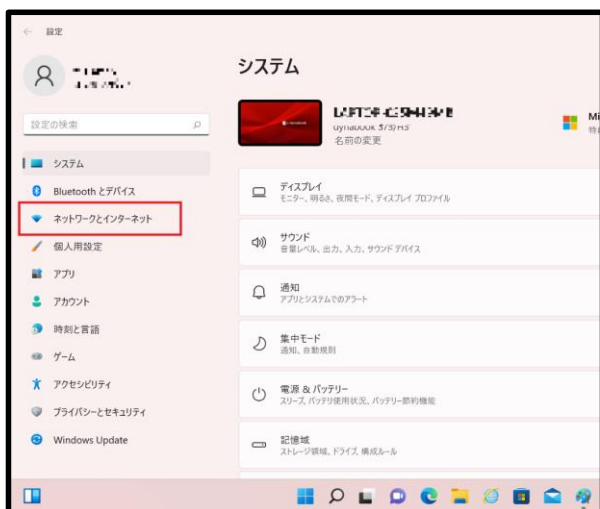 設定
システム
設定の検索
名前の変更
Mi
システム
Bluetooth とデバイス
ネットワークとインターネット
個人用設定
アプリ
アカウント
時刻と言語
ゲーム
アクセシビリティ
プライバシーとセキュリティ
Windows Update
ディスプレイ
モニター、明るさ、夜間モード、ディスプレイ プロファイル
サウンド
音量レベル、出力、入力、サウンド デバイス
通知
アプリとシステムでのアラート
集中モード
通知、自動規則
電源 & バッテリー
スリープ、バッテリ使用状況、バッテリー節約機能
記憶域
ストレージ領域、ドライブ、構成ルール